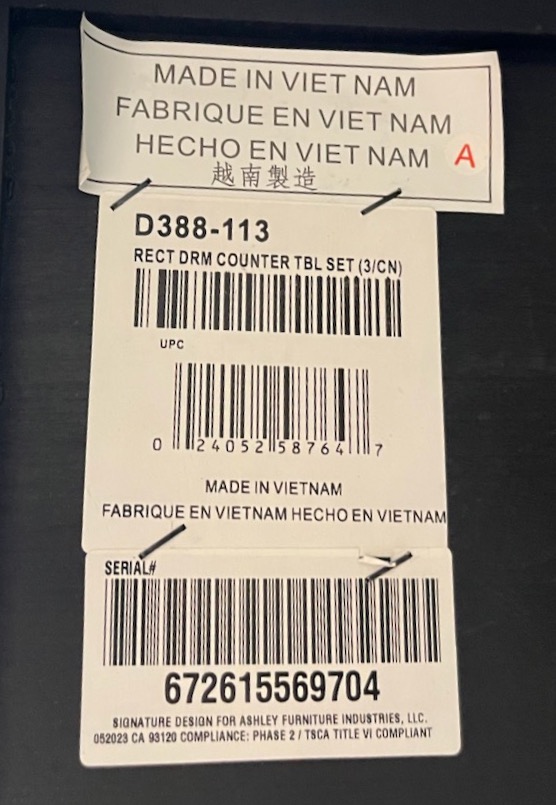 MADE IN VIET NAM
FABRIQUE EN VIET NAM
HECHO EN VIET NAM A
越南製造
D388-113
RECT DRM COUNTER TBL SET (3/CN)
UPC
0 24052 58764 7
MADE IN VIETNAM
FABRIQUE EN VIETNAM HECHO EN VIETNAM
SERIAL#
672615569704
SIGNATURE DESIGN FOR ASHLEY FURNITURE INDUSTRIES, LLC.
052023 CA 93120 COMPLIANCE: PHASE 2 / TSCA TITLE VI COMPLIANT